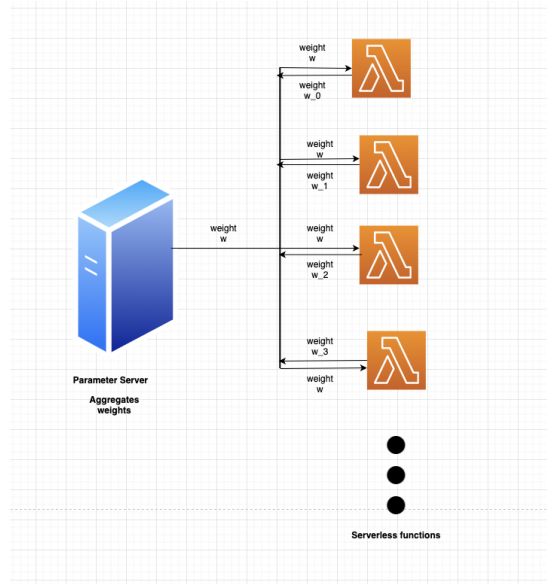 weight
w
weight
w_0
weight
w
weight
w_1
weight
w
weight
w
weight
w_2
weight
w_3
weight
w
Parameter Server
Aggregates
weights
Serverless functions